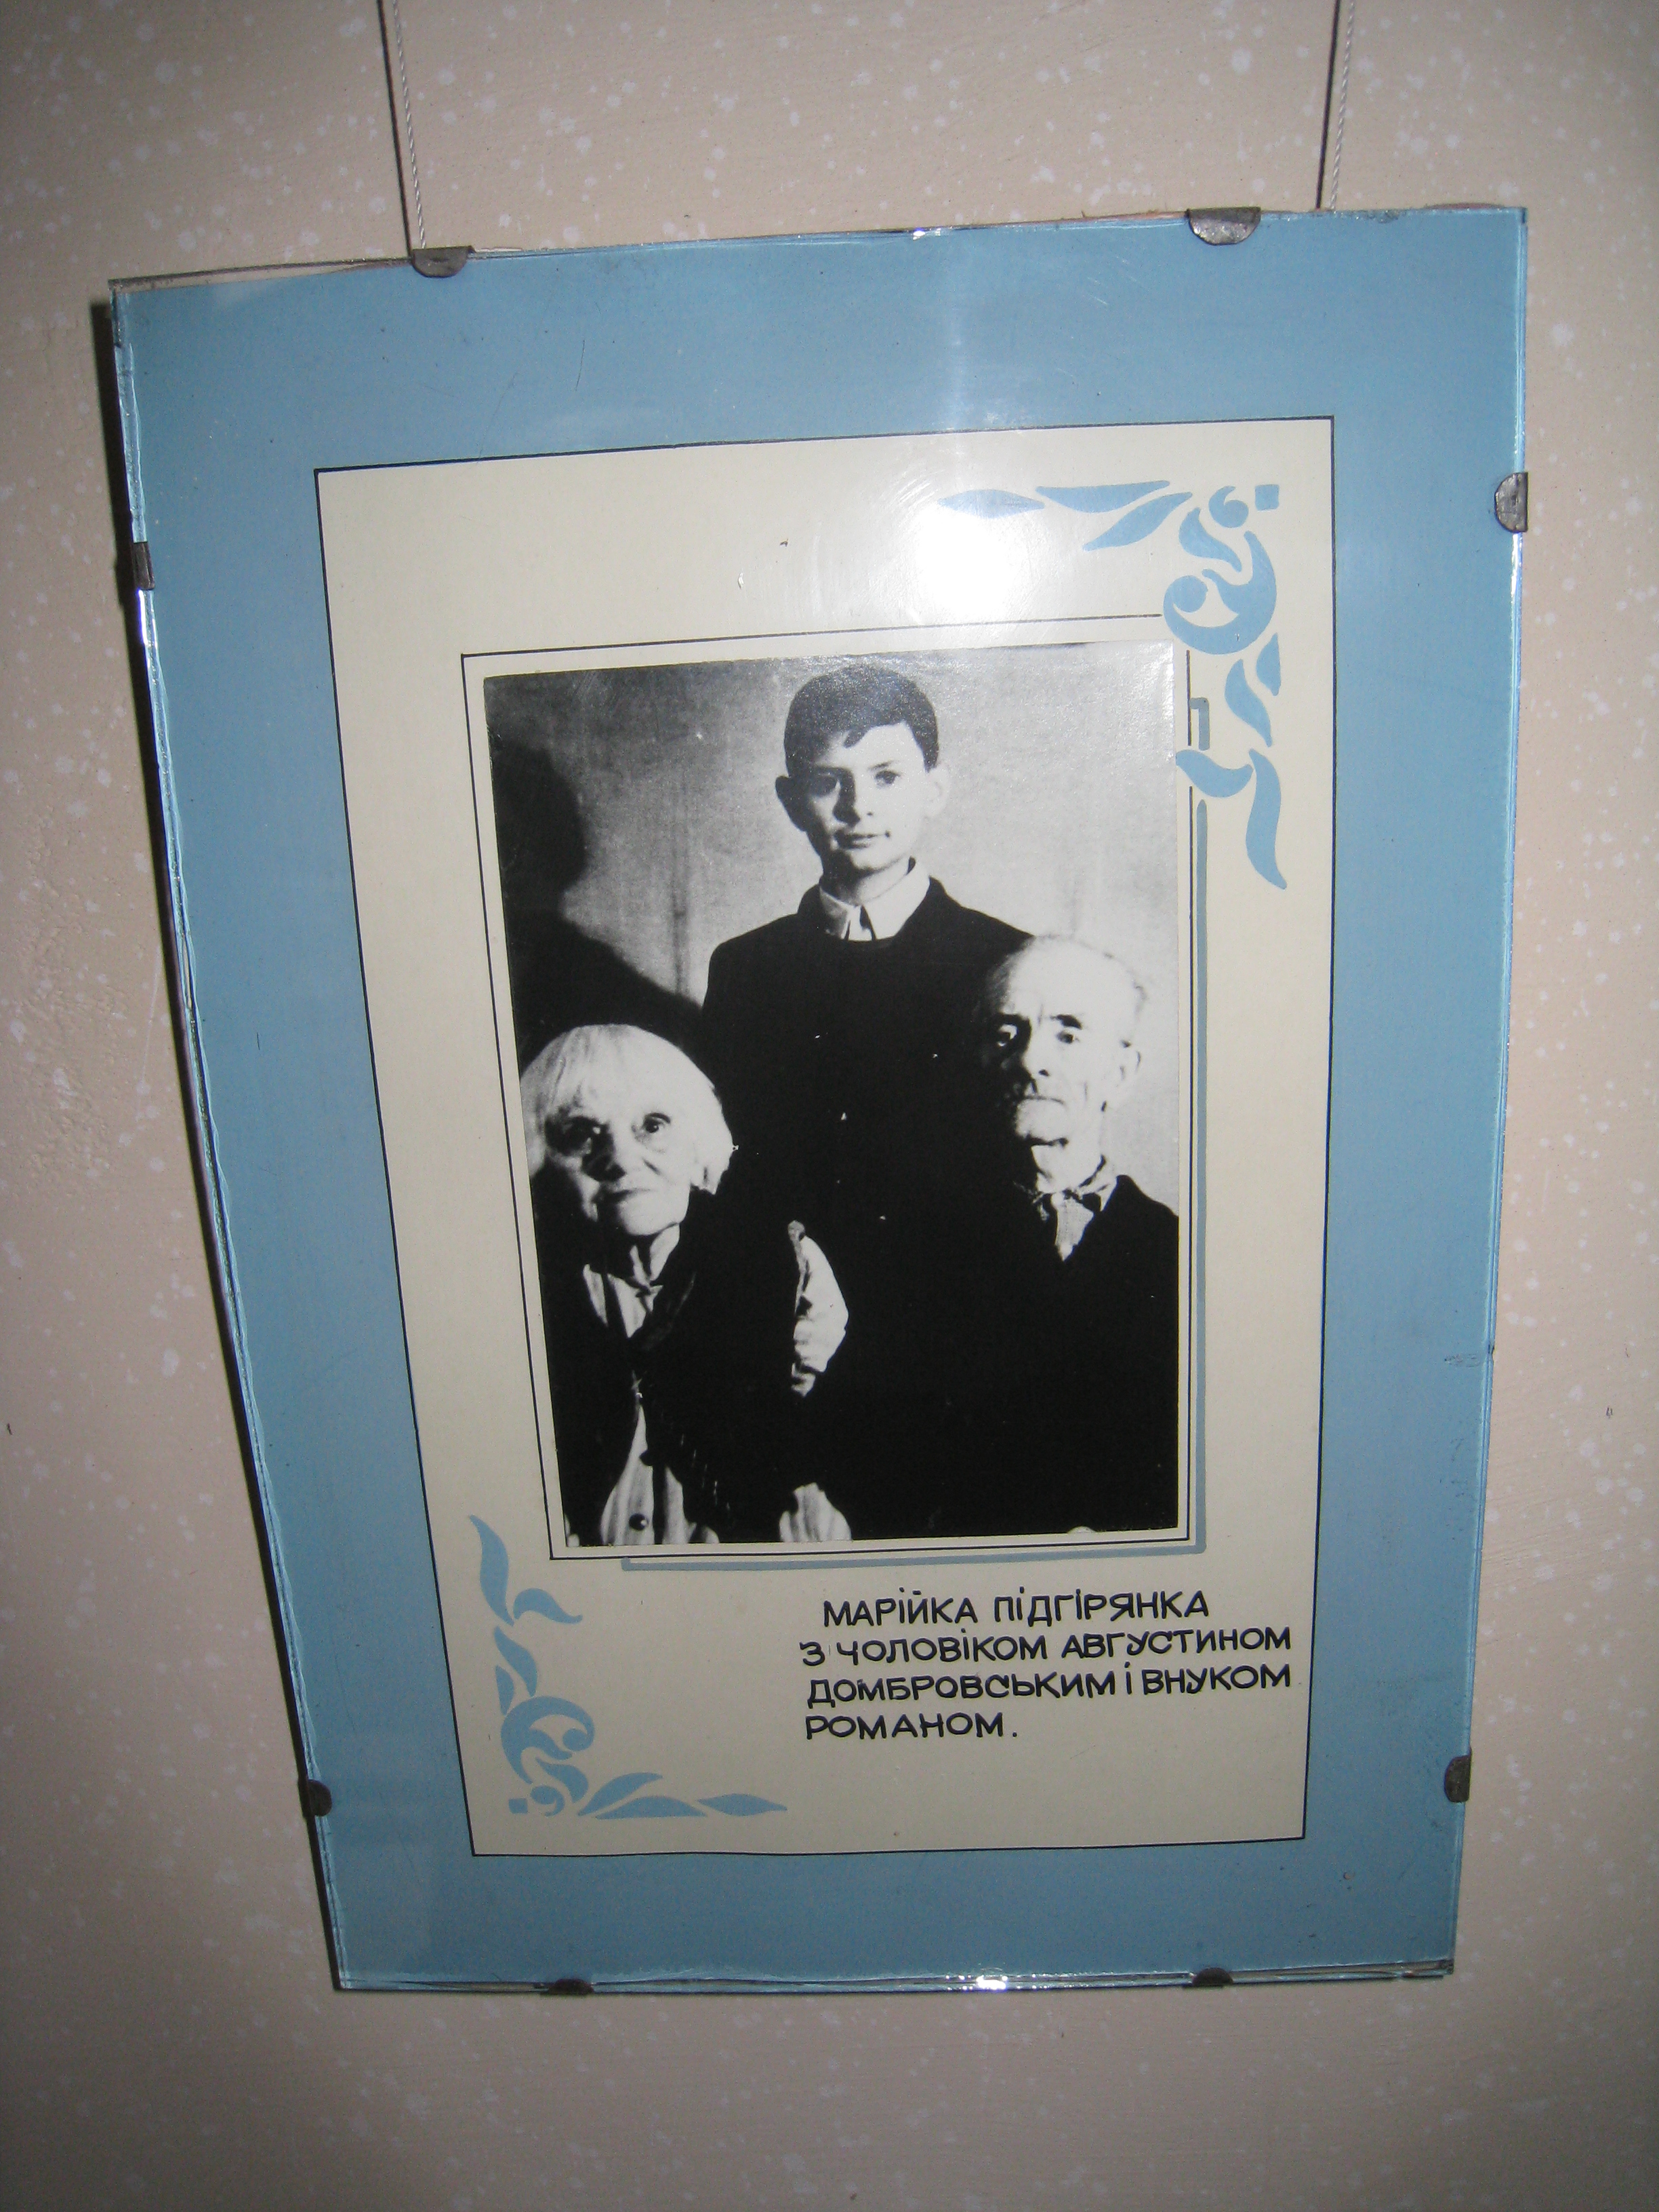 МАРІЙКА ПІДГІРЯНКА
З ЧОЛОВІКОМ АВГУСТИНОМ
ДОМБРОВСЬКИМ І ВНУКОМ
РОМАНОМ.